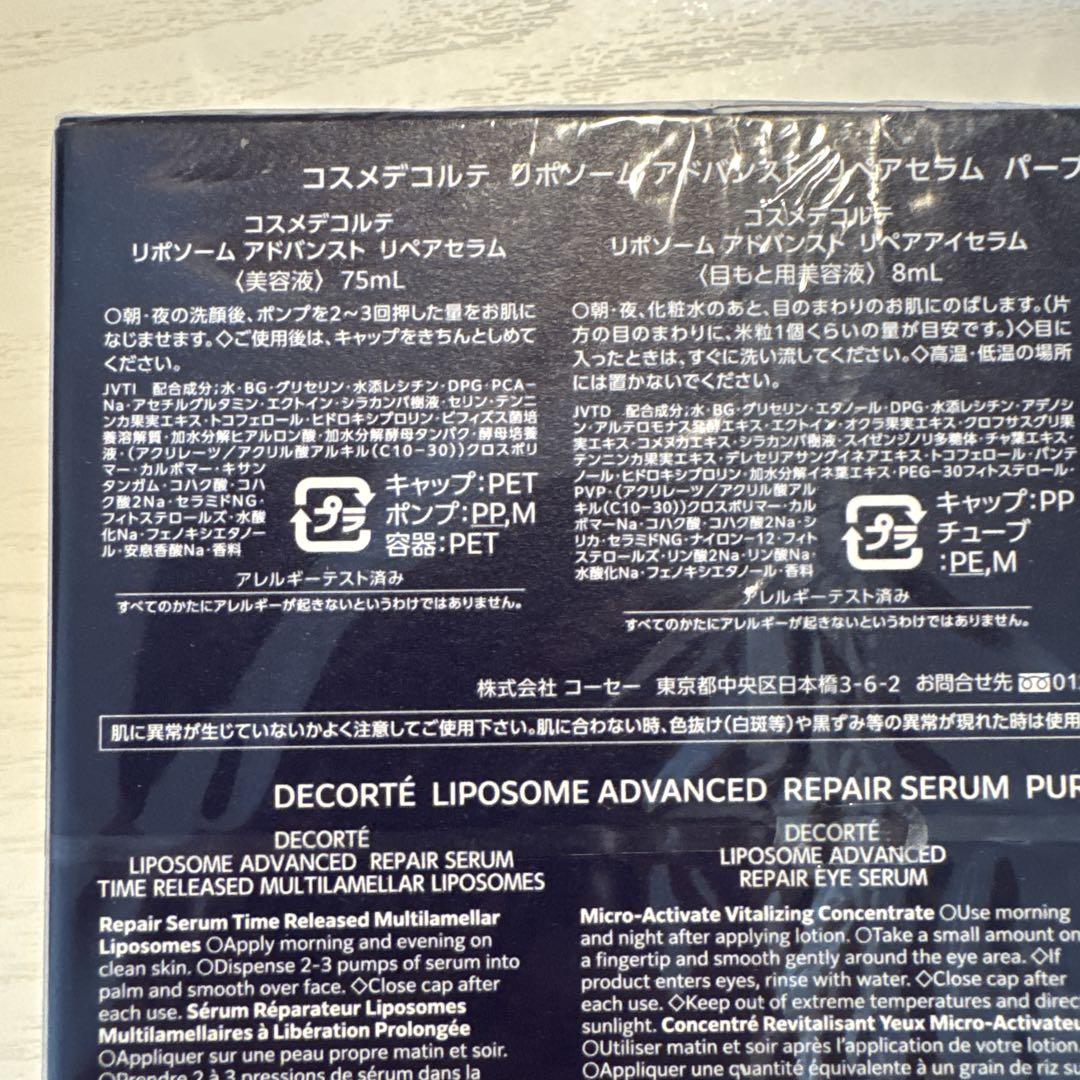 コスメデコルテ リポソーム アドバンスト リペアセラム パーフ
コスメデコルテ
リポソーム アドバンスト リペアセラム
〈美容液〉 75mL
○朝・夜の洗顔後、ポンプを2～3回押した量をお肌に
なじませます。◇ご使用後は、キャップをきちんとしめて
ください。
JVTI 配合成分;水・BG・グリセリン・水添レシチン・DPG・PCA-
Na・アセチルグルタミン・エクトイン・シラカンバ樹液・セリン・テンニ
ンカ果実エキス・トコフェロール・ヒドロキシプロリン・ビフィズス菌培
養溶解質・加水分解ヒアルロン酸・加水分解酵母タンパク・酵母培養
液・(アクリレーツ/アクリル酸アルキル(C10-30))クロスポリ
マー・カルボマー・キサン
タンガム・コハク酸・コハ
ク酸2Na・セラミドNG・
フィトステロールズ・水酸
化Na・フェノキシエタノー
ル・安息香酸Na・香料
プラ
キャップ:PET
ポンプ:PP,M
容器:PET
アレルギーテスト済み
すべてのかたにアレルギーが起きないというわけではありません。
コスメデコルテ
リポソーム アドバンスト リペアアイセラム
〈目もと用美容液〉 8mL
○朝・夜、化粧水のあと、目のまわりのお肌にのばします。(片
方の目のまわりに、米粒1個くらいの量が目安です。)◇目に
入ったときは、すぐに洗い流してください。◇高温・低温の場所
には置かないでください。
JVTD 配合成分;水・BG・グリセリン・エタノール・DPG・水添レシチン・アデノシ
ン・アルテロモナス発酵エキス・エクトイン・オクラ果実エキス・クロフサスグリ果
実エキス・コメヌカエキス・シラカンバ樹液・スイゼンジノリ多糖体・チャ葉エキス・
テンニンカ果実エキス・デレセリアサングイネアエキス・トコフェロール・パンテ
ノール・ヒドロキシプロリン・加水分解イネ葉エキス・PEG-30フィトステロール・
PVP・(アクリレーツ/アクリル酸アル
キル(C10-30))クロスポリマー・カル
ボマーNa・コハク酸・コハク酸2Na・シ
リカ・セラミドNG・ナイロン-12・フィト
ステロールズ・リン酸2Na・リン酸Na・
水酸化Na・フェノキシエタノール・香料
プラ
キャップ:PP
チューブ
:PE,M
アレルギーテスト済み
すべてのかたにアレルギーが起きないというわけではありません。
株式会社 コーセー 東京都中央区日本橋3-6-2 お問合せ先 012
肌に異常が生じていないかよく注意してご使用下さい。肌に合わない時、色抜け(白斑等)や黒ずみ等の異常が現れた時は使用
DECORTÉ LIPOSOME ADVANCED REPAIR SERUM PUR
DECORTÉ
LIPOSOME ADVANCED REPAIR SERUM
TIME RELEASED MULTILAMELLAR LIPOSOMES
Repair Serum Time Released Multilamellar
Liposomes ○Apply morning and evening on
clean skin. ○Dispense 2-3 pumps of serum into
palm and smooth over face. ◇Close cap after
each use. Sérum Réparateur Liposomes
Multilamellaires à Libération Prolongée
○Appliquer sur une peau propre matin et soir.
○Prendre 2 à 3 pressions de sérum dans la
DECORTÉ
LIPOSOME ADVANCED
REPAIR EYE SERUM
Micro-Activate Vitalizing Concentrate ○Use morning
and night after applying lotion. ○Take a small amount on
a fingertip and smooth gently around the eye area. ◇If
product enters eyes, rinse with water. ◇Close cap after
each use. ◇Keep out of extreme temperatures and direc
sunlight. Concentré Revitalisant Yeux Micro-Activateu
○Utiliser matin et soir après l'application de votre lotion.
○Appliquer une quantité équivalente à un grain de riz su